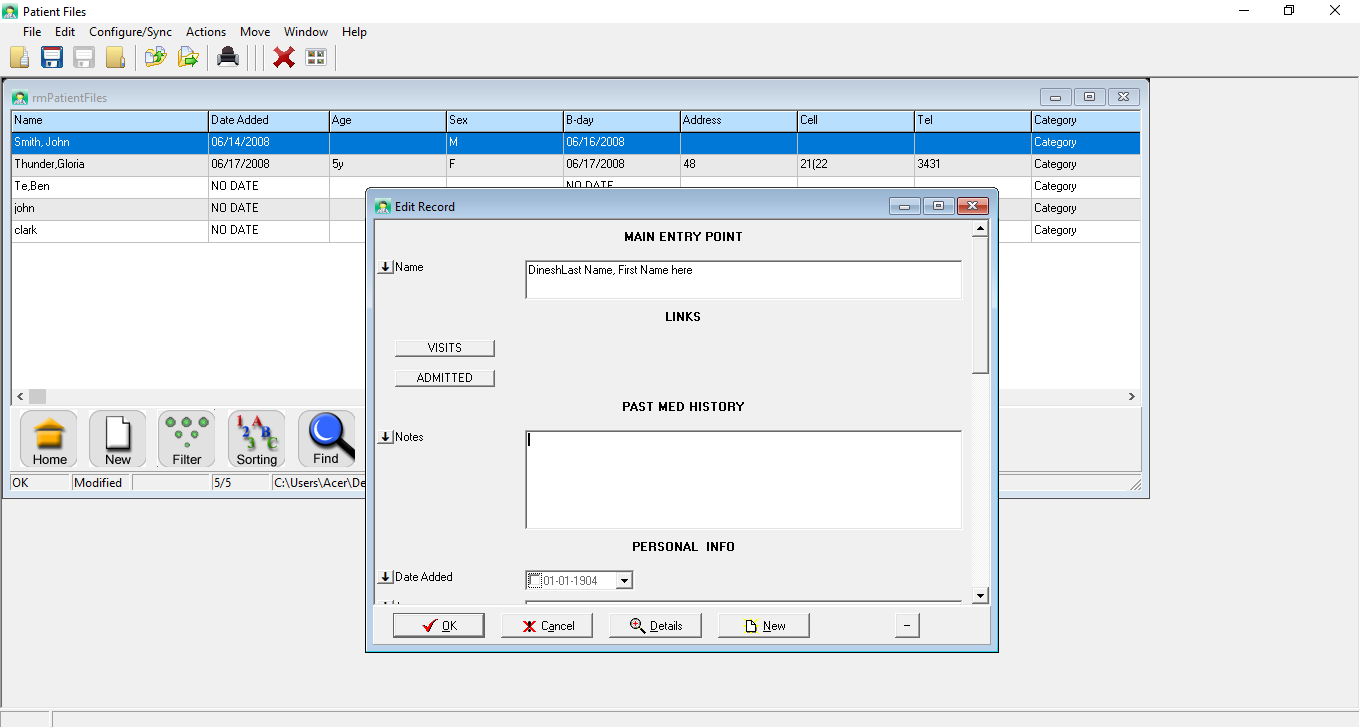 Patient Files
File Edit Configure/Sync Actions Move Window Help
rmPatientFiles
Name Date Added Age Sex B-day Address Cell Tel Category
Smith, John 06/14/2008 M 06/16/2008 Category
Thunder,Gloria 06/17/2008 5y F 06/17/2008 48 21(22 3431 Category
Te,Ben NO DATE NO DATE Category
john NO DATE Category
clark NO DATE Category
Edit Record
MAIN ENTRY POINT
Name DineshLast Name, First Name here
LINKS
VISITS
ADMITTED
PAST MED HISTORY
Notes
PERSONAL INFO
Date Added 01-01-1904
OK Cancel Details New
Home New Filter Sorting Find
OK Modified 5/5 C:\Users\Acer\De